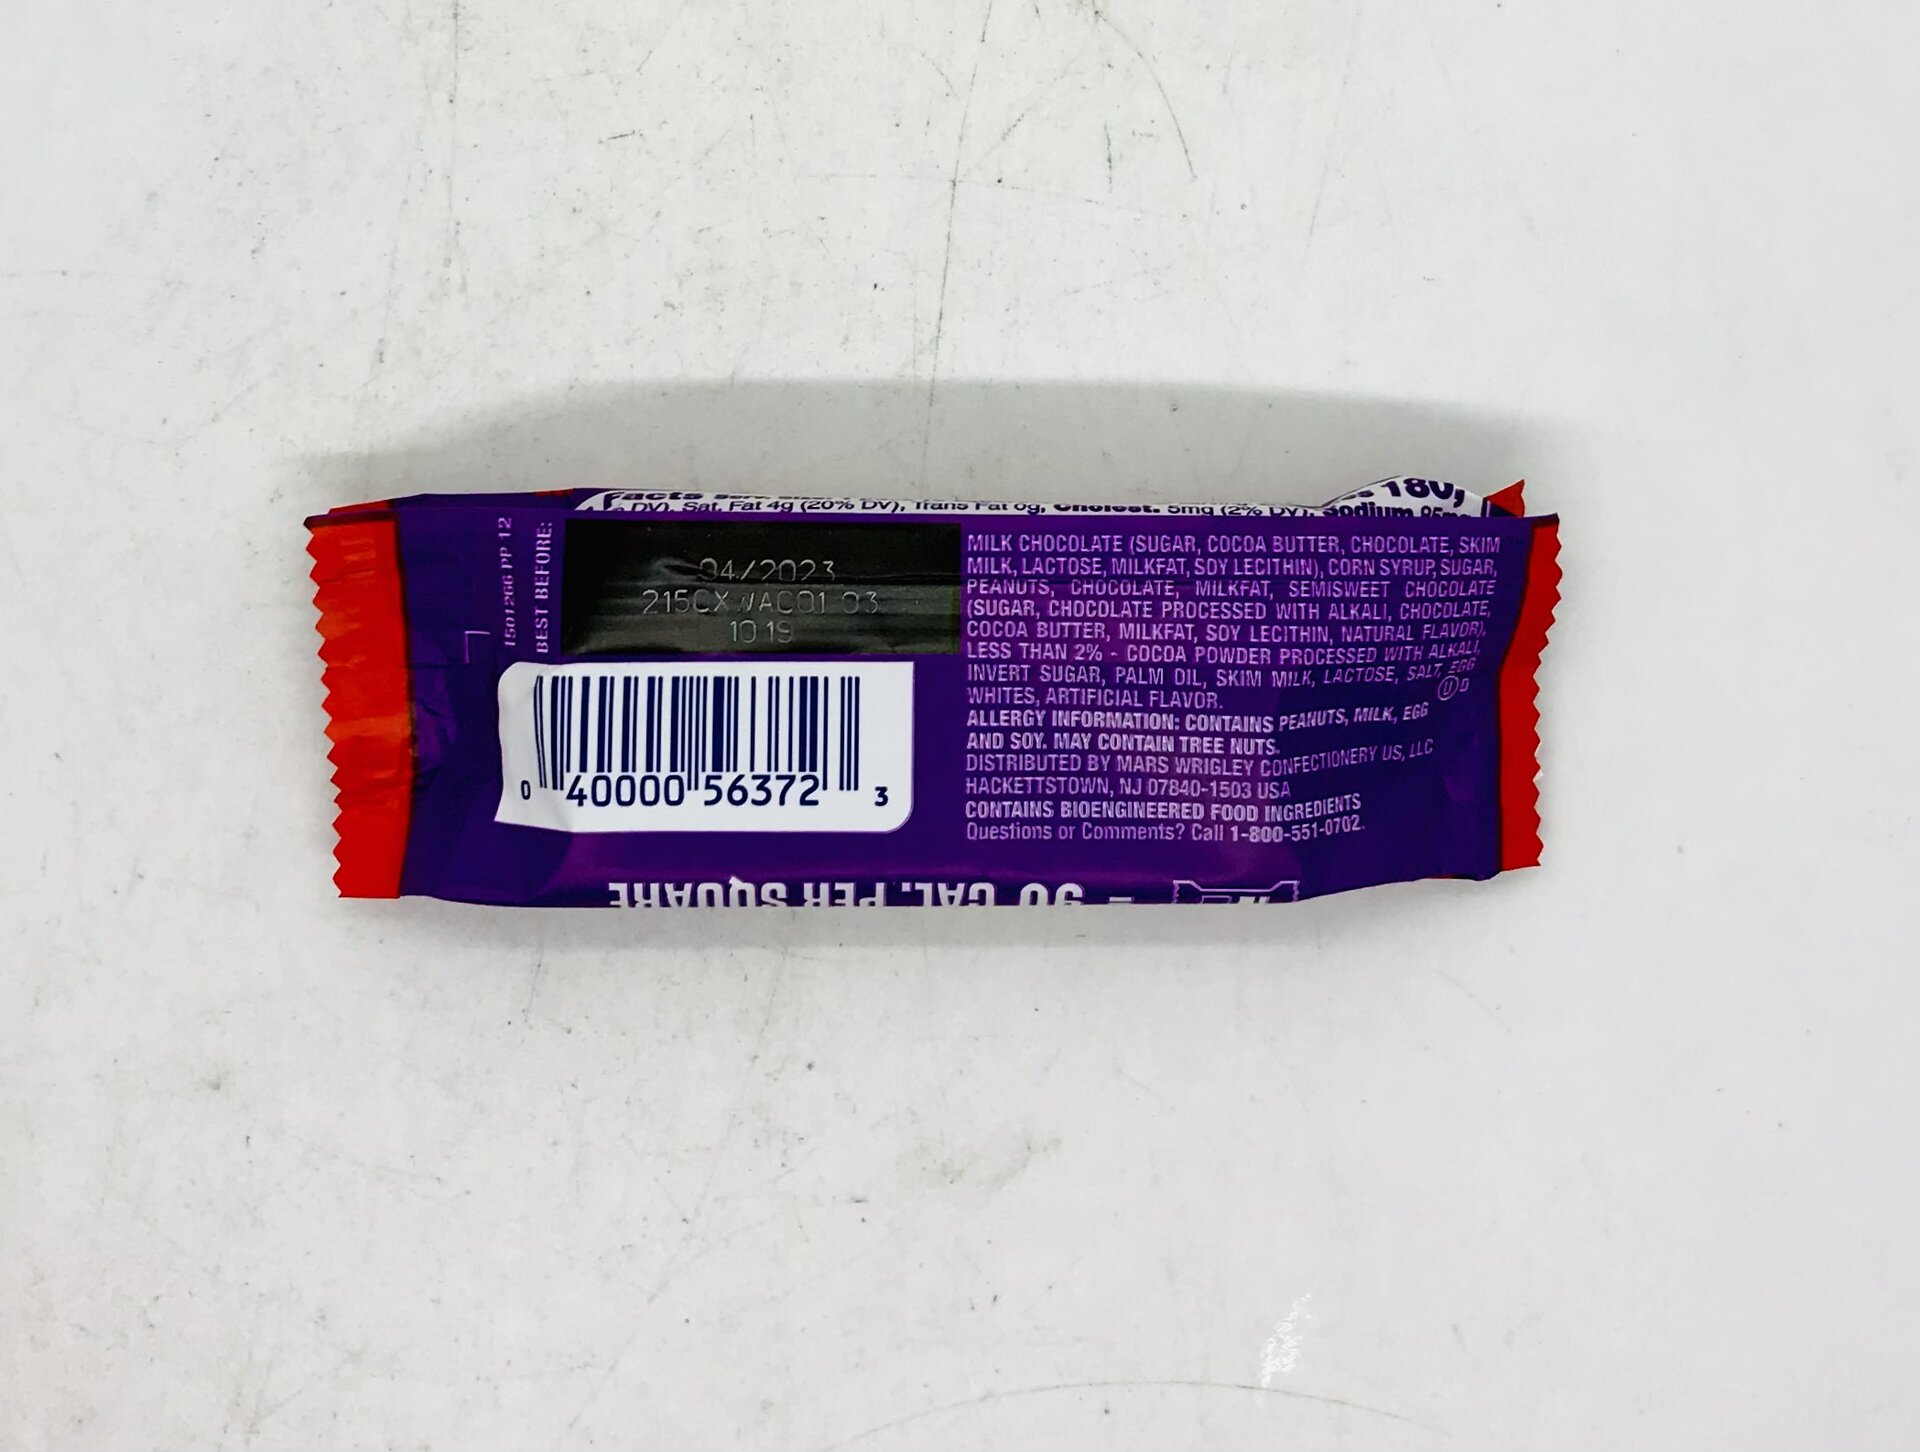 Facts
DV), Sat. Fat 4g (20% DV), Trans Fat 0g, Cholest. 5mg (2% DV), Sodium 85mg
180,
1501266 PP 12
BEST BEFORE:
04/2023
215CXWAC01 03
10 19
0 40000 56372 3
MILK CHOCOLATE (SUGAR, COCOA BUTTER, CHOCOLATE, SKIM
MILK, LACTOSE, MILKFAT, SOY LECITHIN), CORN SYRUP, SUGAR,
PEANUTS, CHOCOLATE, MILKFAT, SEMISWEET CHOCOLATE
(SUGAR, CHOCOLATE PROCESSED WITH ALKALI, CHOCOLATE,
COCOA BUTTER, MILKFAT, SOY LECITHIN, NATURAL FLAVOR),
LESS THAN 2% - COCOA POWDER PROCESSED WITH ALKALI,
INVERT SUGAR, PALM OIL, SKIM MILK, LACTOSE, SALT, EGG
WHITES, ARTIFICIAL FLAVOR.
U D
ALLERGY INFORMATION: CONTAINS PEANUTS, MILK, EGG
AND SOY. MAY CONTAIN TREE NUTS.
DISTRIBUTED BY MARS WRIGLEY CONFECTIONERY US, LLC
HACKETTSTOWN, NJ 07840-1503 USA
CONTAINS BIOENGINEERED FOOD INGREDIENTS
Questions or Comments? Call 1-800-551-0702.
= 90 CAL. PER SQUARE